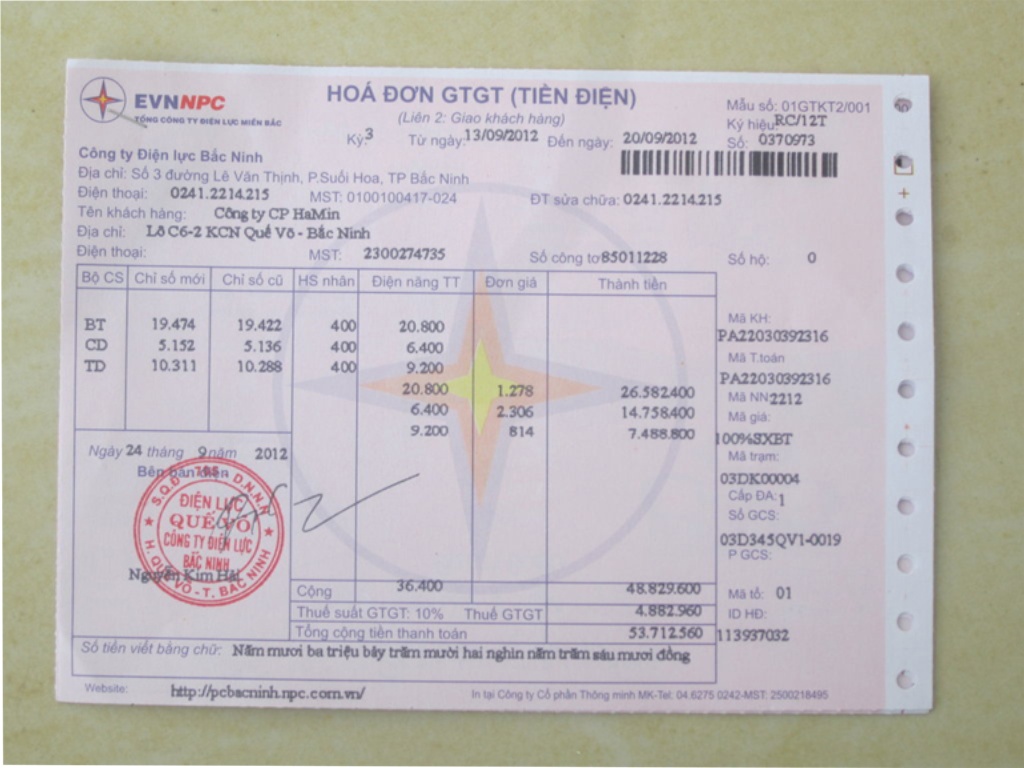 EVNNPC
TỔNG CÔNG TY ĐIỆN LỰC MIỀN BẮC
HOÁ ĐƠN GTGT (TIỀN ĐIỆN)
(Liên 2: Giao khách hàng)
Kỳ: 3 Từ ngày: 13/09/2012 Đến ngày: 20/09/2012
Mẫu số: 01GTKT2/001
Ký hiệu: RC/12T
Số: 0370973
Công ty Điện lực Bắc Ninh
Địa chỉ: Số 3 đường Lê Văn Thịnh, P.Suối Hoa, TP Bắc Ninh
Điện thoại: 0241.2214.215 MST: 0100100417-024 ĐT sửa chữa: 0241.2214.215
Tên khách hàng: Công ty CP HaMin
Địa chỉ: Lô C6-2 KCN Quế Võ - Bắc Ninh
Điện thoại: MST: 2300274735 Số công tơ 85011228 Số hộ: 0
Bộ CS Chỉ số mới Chỉ số cũ HS nhân Điện năng TT Đơn giá Thành tiền
BT 19.474 19.422 400 20.800
CD 5.152 5.136 400 6.400
TD 10.311 10.288 400 9.200
20.800 1.278 26.582.400
6.400 2.306 14.758.400
9.200 814 7.488.800
Mã KH:
PA22030392316
Mã T.toán
PA22030392316
Mã NN 2212
Mã giá:
100%SXBT
Mã trạm:
03DK00004
Cấp ĐA: 1
Số GCS:
03D345QV1-0019
P GCS:
Mã tổ: 01
ID HĐ:
113937032
Ngày 24 tháng 9 năm 2012
Bên bán điện
ĐIỆN LỰC
QUẾ VÕ
CÔNG TY ĐIỆN LỰC
BẮC NINH
H. QUẾ VÕ - T. BẮC NINH
Nguyễn Kim Hải
Cộng 36.400 48.829.600
Thuế suất GTGT: 10% Thuế GTGT 4.882.960
Tổng cộng tiền thanh toán 53.712.560
Số tiền viết bằng chữ: Năm mươi ba triệu bảy trăm mười hai nghìn năm trăm sáu mươi đồng
Website: http://pcbacninh.npc.com.vn/ In tại Công ty Cổ phần Thông minh MK-Tel: 04.6275 0242-MST: 2500218495